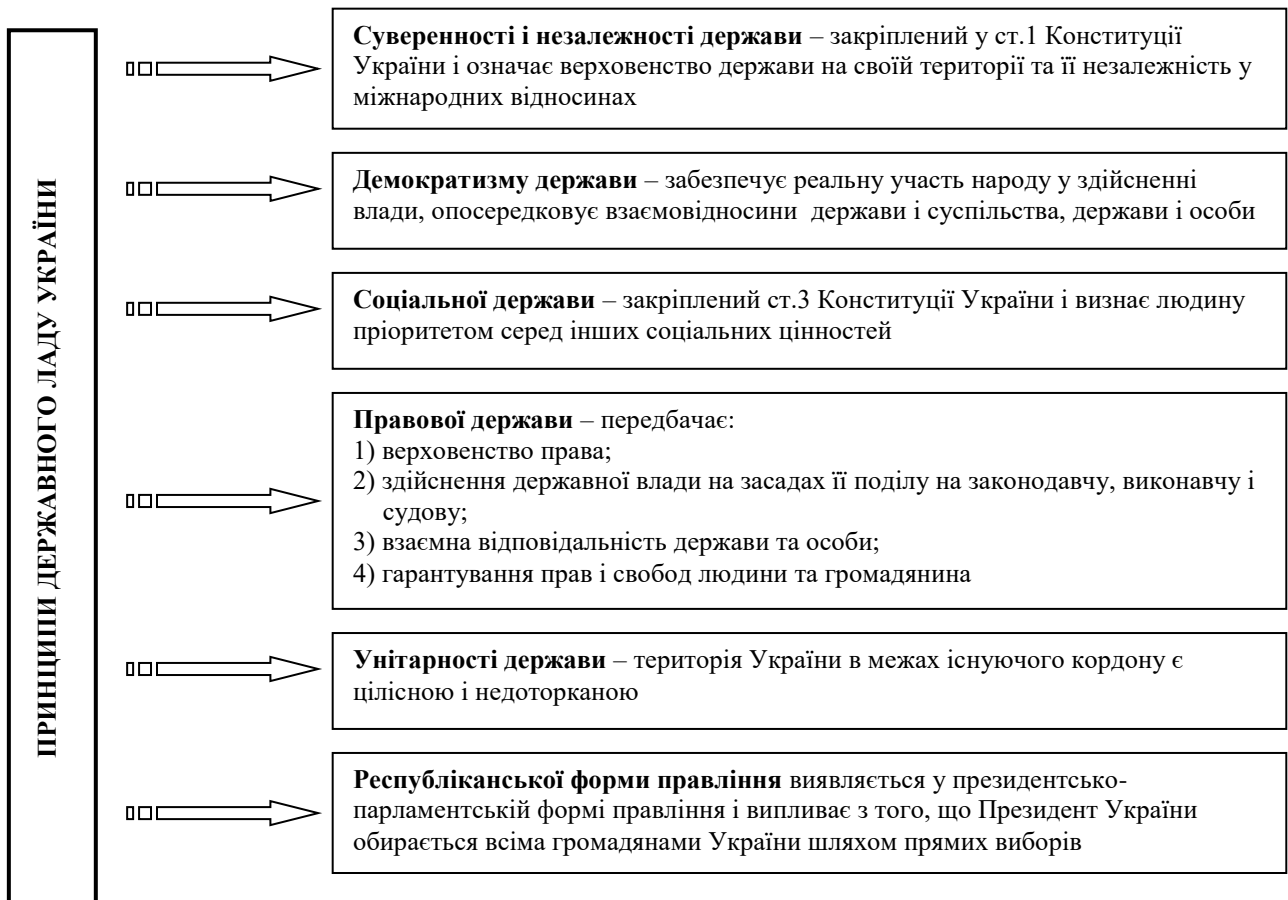 ПРИНЦИПИ ДЕРЖАВНОГО ЛАДУ УКРАЇНИ
Суверенності і незалежності держави – закріплений у ст.1 Конституції
України і означає верховенство держави на своїй території та її незалежність у
міжнародних відносинах
Демократизму держави – забезпечує реальну участь народу у здійсненні
влади, опосередковує взаємовідносини держави і суспільства, держави і особи
Соціальної держави – закріплений ст.3 Конституції України і визнає людину
пріоритетом серед інших соціальних цінностей
Правової держави – передбачає:
1) верховенство права;
2) здійснення державної влади на засадах її поділу на законодавчу, виконавчу і
судову;
3) взаємна відповідальність держави та особи;
4) гарантування прав і свобод людини та громадянина
Унітарності держави – територія України в межах існуючого кордону є
цілісною і недоторканою
Республіканської форми правління виявляється у президентсько-
парламентській формі правління і випливає з того, що Президент України
обирається всіма громадянами України шляхом прямих виборів